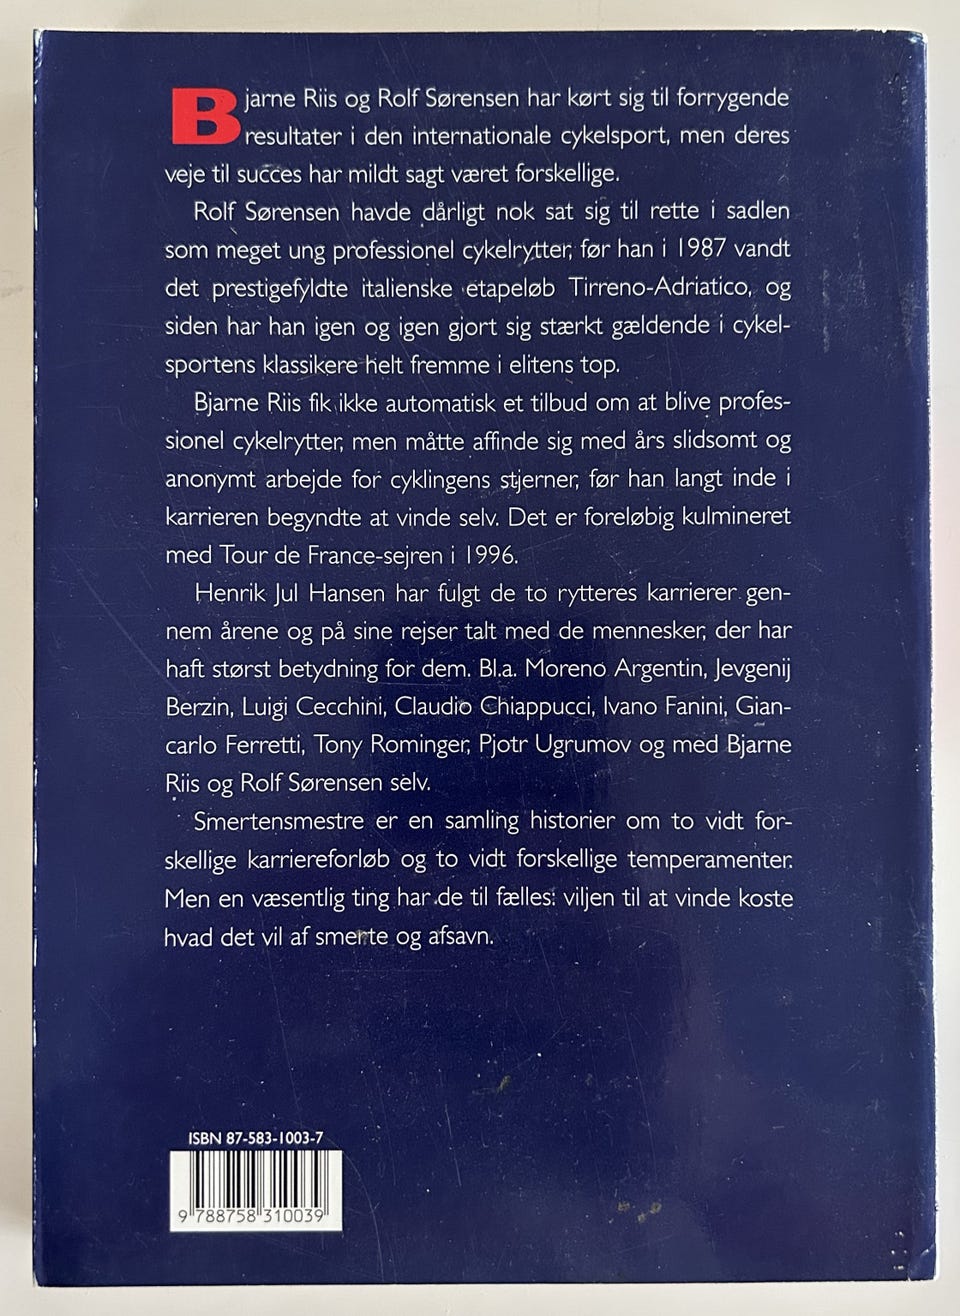 Bjarne Riis og Rolf Sørensen har kørt sig til forrygende
resultater i den internationale cykelsport, men deres
veje til succes har mildt sagt været forskellige.
Rolf Sørensen havde dårligt nok sat sig til rette i sadlen
som meget ung professionel cykelrytter, før han i 1987 vandt
det prestigefyldte italienske etapeløb Tirreno-Adriatico, og
siden har han igen og igen gjort sig stærkt gældende i cykel-
sportens klassikere helt fremme i elitens top.
Bjarne Riis fik ikke automatisk et tilbud om at blive profes-
sionel cykelrytter, men måtte affinde sig med års slidsomt og
anonymt arbejde for cyklingens stjerner, før han langt inde i
karrieren begyndte at vinde selv. Det er foreløbig kulmineret
med Tour de France-sejren i 1996.
Henrik Jul Hansen har fulgt de to rytteres karrierer gen-
nem årene og på sine rejser talt med de mennesker, der har
haft størst betydning for dem. Bl.a. Moreno Argentin, Jevgenij
Berzin, Luigi Cecchini, Claudio Chiappucci, Ivano Fanini, Gian-
carlo Ferretti, Tony Rominger, Pjotr Ugrumov og med Bjarne
Riis og Rolf Sørensen selv.
Smertensmestre er en samling historier om to vidt for-
skellige karriereforløb og to vidt forskellige temperamenter.
Men en væsentlig ting har de til fælles: viljen til at vinde koste
hvad det vil af smerte og afsavn.
ISBN 87-583-1003-7
9 788758 310039